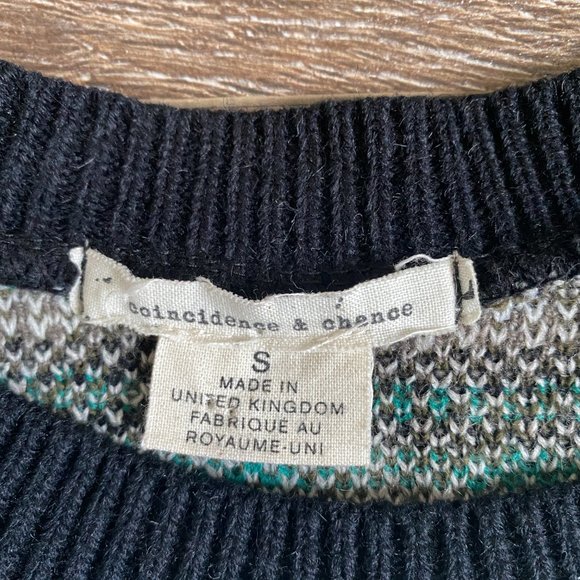 coincidence & chance
S
MADE IN
UNITED KINGDOM
FABRIQUÉ AU
ROYAUME-UNI